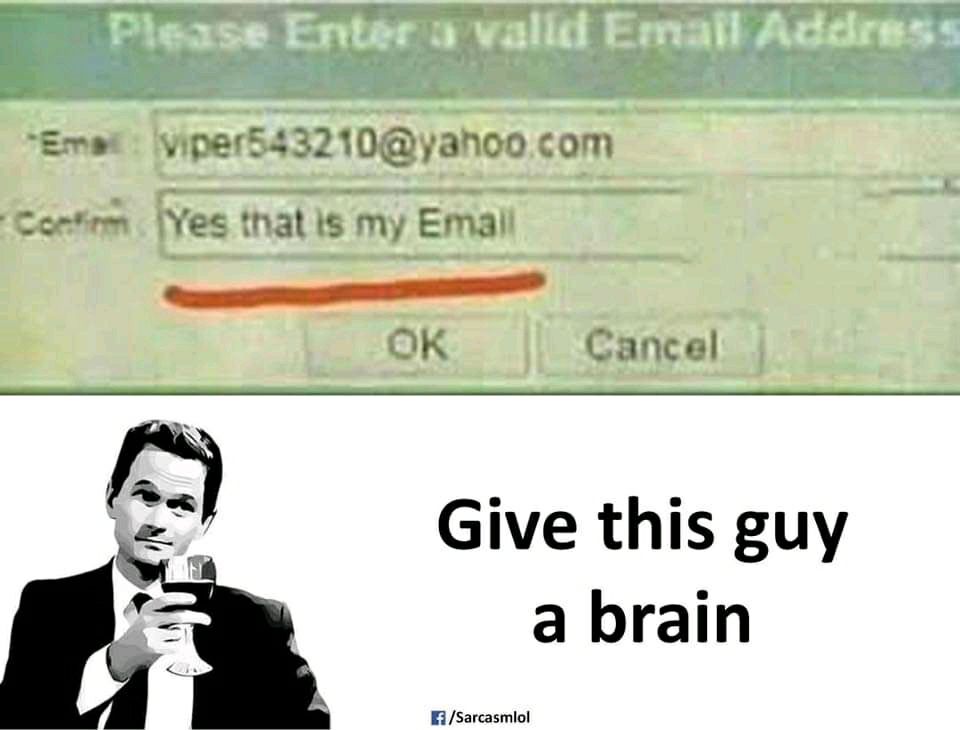 Please Enter a valid Email Address
*Email: viper543210@yahoo.com
* Confirm: Yes that is my Email
OK Cancel
Give this guy
a brain
f /Sarcasmlol